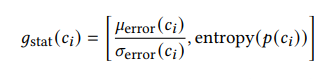 g_stat(c_i) = [ μ_error(c_i) / σ_error(c_i), entropy(p(c_i)) ]